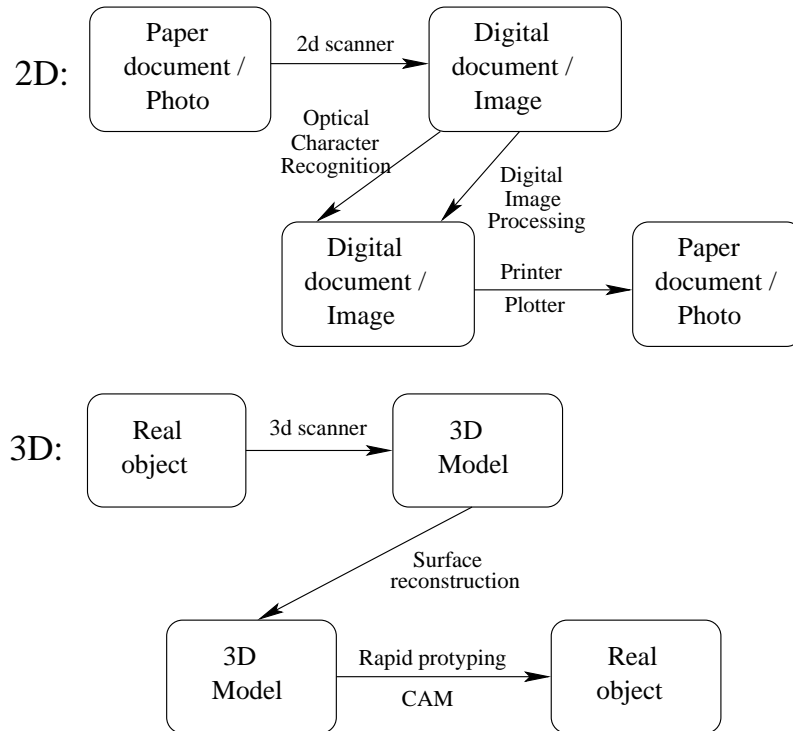 2D:
Paper
document /
Photo
2d scanner
Digital
document /
Image
Optical
Character
Recognition
Digital
Image
Processing
Digital
document /
Image
Printer
Plotter
Paper
document /
Photo
3D:
Real
object
3d scanner
3D
Model
Surface
reconstruction
3D
Model
Rapid protyping
CAM
Real
object